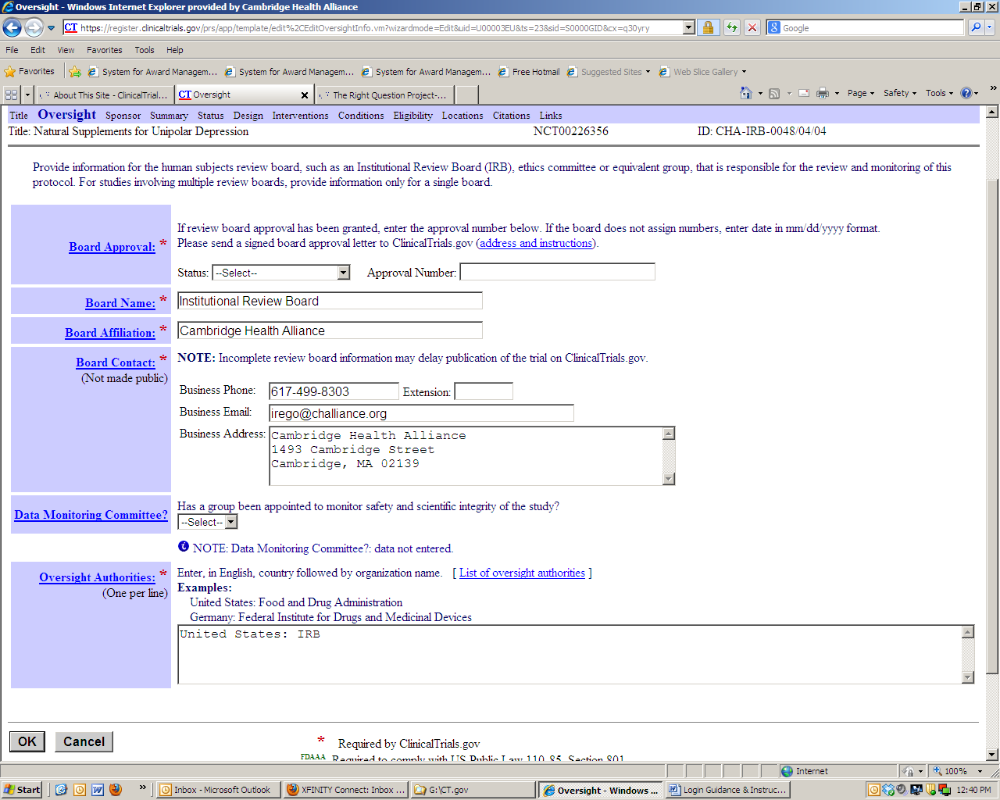 Oversight - Windows Internet Explorer provided by Cambridge Health Alliance
CT https://register.clinicaltrials.gov/prs/app/template/edit%2CEditOversightInfo.vm?wizardmode=Edit&uid=U00003EU&ts=23&sid=S0000GID&cx=q30yry
Google
File Edit View Favorites Tools Help
Favorites System for Award Managem... System for Award Managem... System for Award Managem... Free Hotmail Suggested Sites Web Slice Gallery
About This Site - ClinicalTrial... CT Oversight The Right Question Project-... Page Safety Tools
Title Oversight Sponsor Summary Status Design Interventions Conditions Eligibility Locations Citations Links
Title: Natural Supplements for Unipolar Depression NCT00226356 ID: CHA-IRB-0048/04/04
Provide information for the human subjects review board, such as an Institutional Review Board (IRB), ethics committee or equivalent group, that is responsible for the review and monitoring of this
protocol. For studies involving multiple review boards, provide information only for a single board.
Board Approval: *
If review board approval has been granted, enter the approval number below. If the board does not assign numbers, enter date in mm/dd/yyyy format.
Please send a signed board approval letter to ClinicalTrials.gov (address and instructions).
Status: --Select-- Approval Number:
Board Name: * Institutional Review Board
Board Affiliation: * Cambridge Health Alliance
Board Contact: *
(Not made public)
NOTE: Incomplete review board information may delay publication of the trial on ClinicalTrials.gov.
Business Phone: 617-499-8303 Extension:
Business Email: irego@challiance.org
Business Address: Cambridge Health Alliance
1493 Cambridge Street
Cambridge, MA 02139
Data Monitoring Committee?
Has a group been appointed to monitor safety and scientific integrity of the study?
--Select--
NOTE: Data Monitoring Committee?: data not entered.
Oversight Authorities: *
(One per line)
Enter, in English, country followed by organization name. [ List of oversight authorities ]
Examples:
United States: Food and Drug Administration
Germany: Federal Institute for Drugs and Medicinal Devices
United States: IRB
OK Cancel
* Required by ClinicalTrials.gov
FDAAA Required to comply with US Public Law 110-85, Section 801
Internet 100%
Start Inbox - Microsoft Outlook XFINITY Connect: Inbox ... G:\CT.gov Oversight - Windows ... Login Guidance & Instruc... 12:40 PM